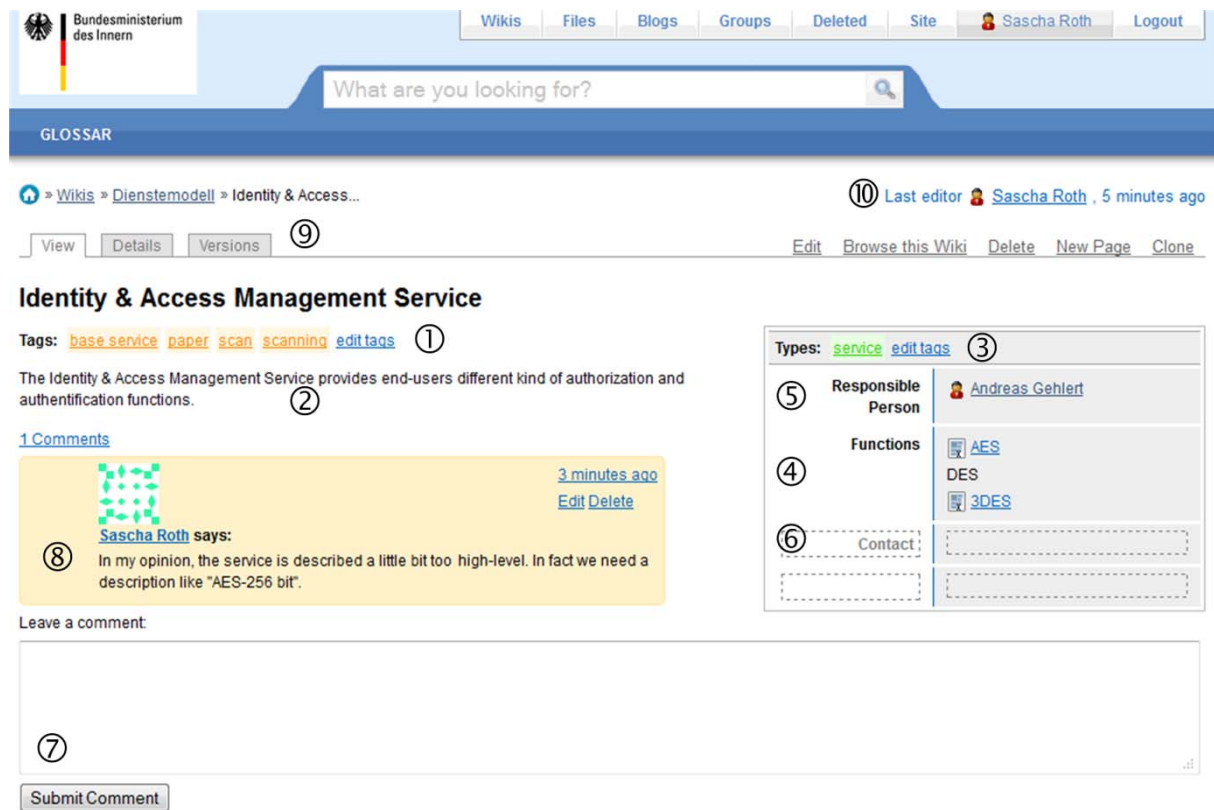 Bundesministerium
des Innern
Wikis Files Blogs Groups Deleted Site Sascha Roth Logout
What are you looking for?
GLOSSAR
» Wikis » Dienstemodell » Identity & Access...
⑩ Last editor Sascha Roth , 5 minutes ago
View Details Versions ⑨
Edit Browse this Wiki Delete New Page Clone
Identity & Access Management Service
Tags: base service paper scan scanning edit tags ①
The Identity & Access Management Service provides end-users different kind of authorization and
authentification functions. ②
1 Comments
3 minutes ago
Edit Delete
Sascha Roth says:
⑧ In my opinion, the service is described a little bit too high-level. In fact we need a
description like "AES-256 bit".
Types: service edit tags ③
⑤ Responsible
Person
Andreas Gehlert
④ Functions
AES
DES
3DES
⑥ Contact
Leave a comment:
⑦
Submit Comment